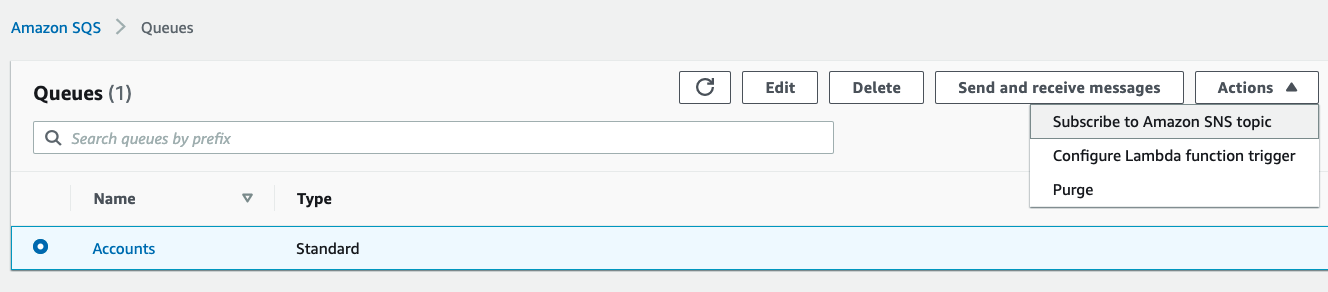 Amazon SQS > Queues
Queues (1)
Edit
Delete
Send and receive messages
Actions
Search queues by prefix
Subscribe to Amazon SNS topic
Configure Lambda function trigger
Purge
Name
Type
Accounts
Standard